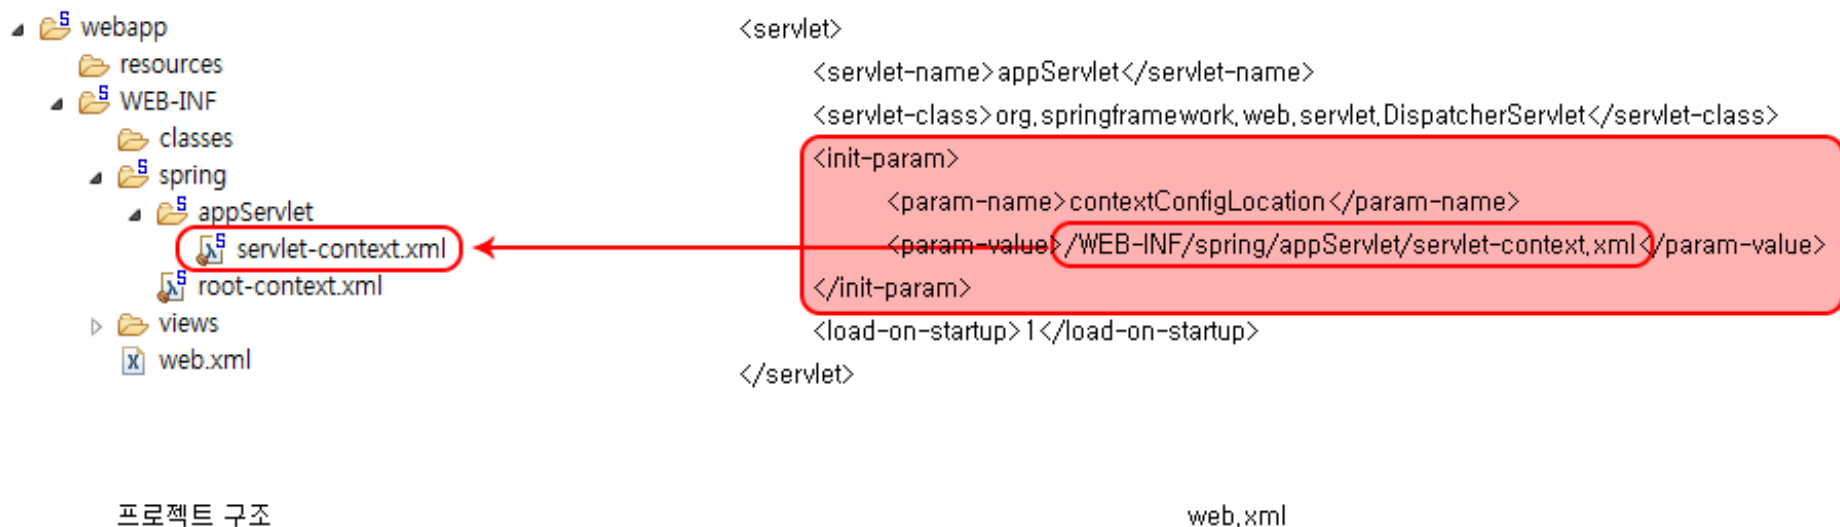 webapp
resources
WEB-INF
classes
spring
appServlet
servlet-context.xml
root-context.xml
views
web.xml
프로젝트 구조
<servlet>
<servlet-name>appServlet</servlet-name>
<servlet-class>org.springframework.web.servlet.DispatcherServlet</servlet-class>
<init-param>
<param-name>contextConfigLocation</param-name>
<param-value>/WEB-INF/spring/appServlet/servlet-context.xml</param-value>
</init-param>
<load-on-startup>1</load-on-startup>
</servlet>
web.xml